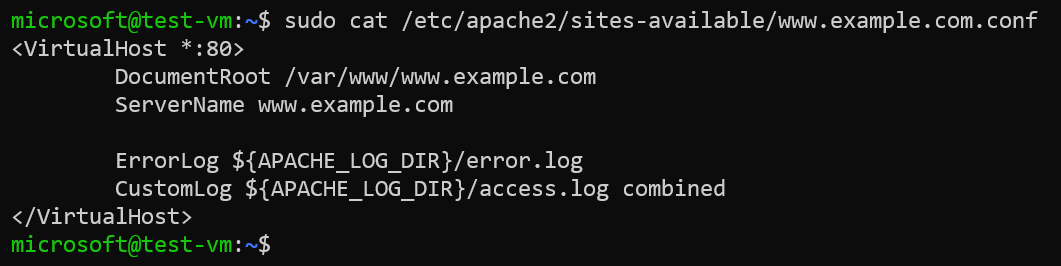 microsoft@test-vm:~$ sudo cat /etc/apache2/sites-available/www.example.com.conf
<VirtualHost *:80>
        DocumentRoot /var/www/www.example.com
        ServerName www.example.com

        ErrorLog ${APACHE_LOG_DIR}/error.log
        CustomLog ${APACHE_LOG_DIR}/access.log combined
</VirtualHost>
microsoft@test-vm:~$